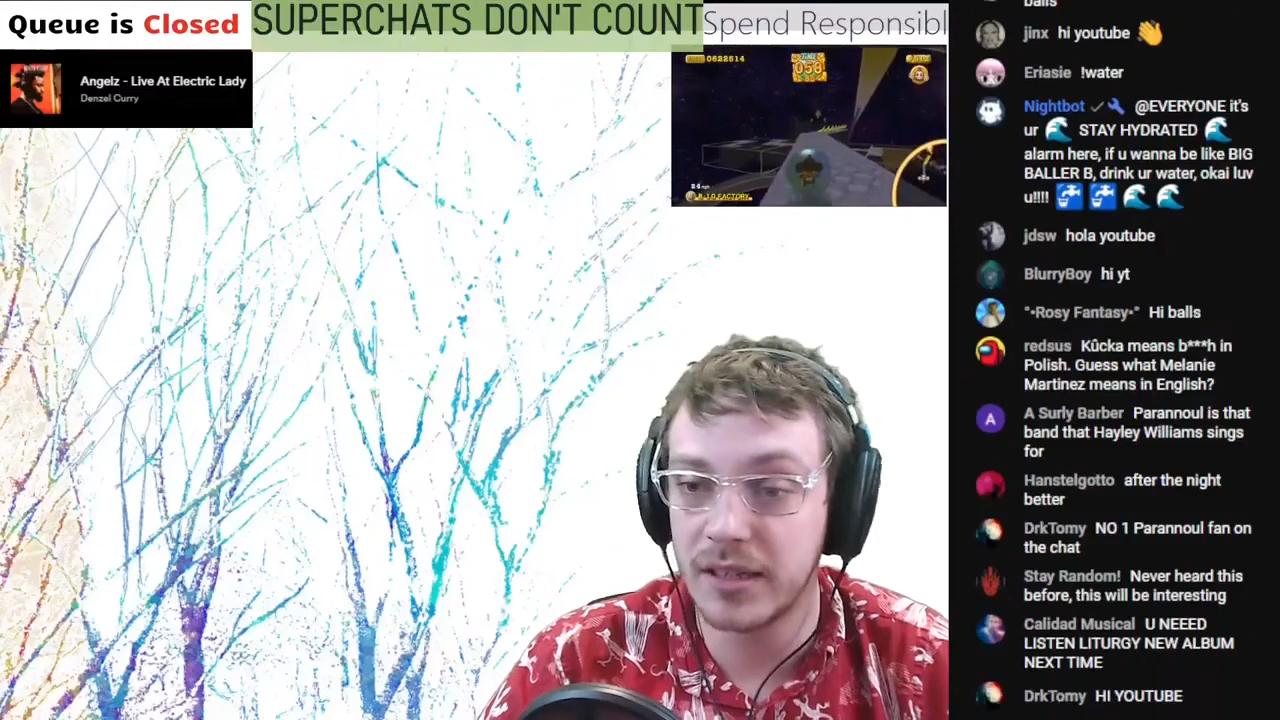 Queue is Closed
SUPERCHATS DON'T COUNT
Spend Responsibl
Angelz - Live At Electric Lady
Denzel Curry
0622514
058
balls
jinx hi youtube 👋
Eriasie !water
Nightbot @EVERYONE it's
ur 🌊 STAY HYDRATED 🌊
alarm here, if u wanna be like BIG
BALLER B, drink ur water, okai luv
u!!!! 🚰 🚰 🌊 🌊
jdsw hola youtube
BlurryBoy hi yt
°•Rosy Fantasy•° Hi balls
redsus Kûcka means b***h in
Polish. Guess what Melanie
Martinez means in English?
A Surly Barber Parannoul is that
band that Hayley Williams sings
for
Hanstelgotto after the night
better
DrkTomy NO 1 Parannoul fan on
the chat
Stay Random! Never heard this
before, this will be interesting
Calidad Musical U NEEED
LISTEN LITURGY NEW ALBUM
NEXT TIME
DrkTomy HI YOUTUBE
A